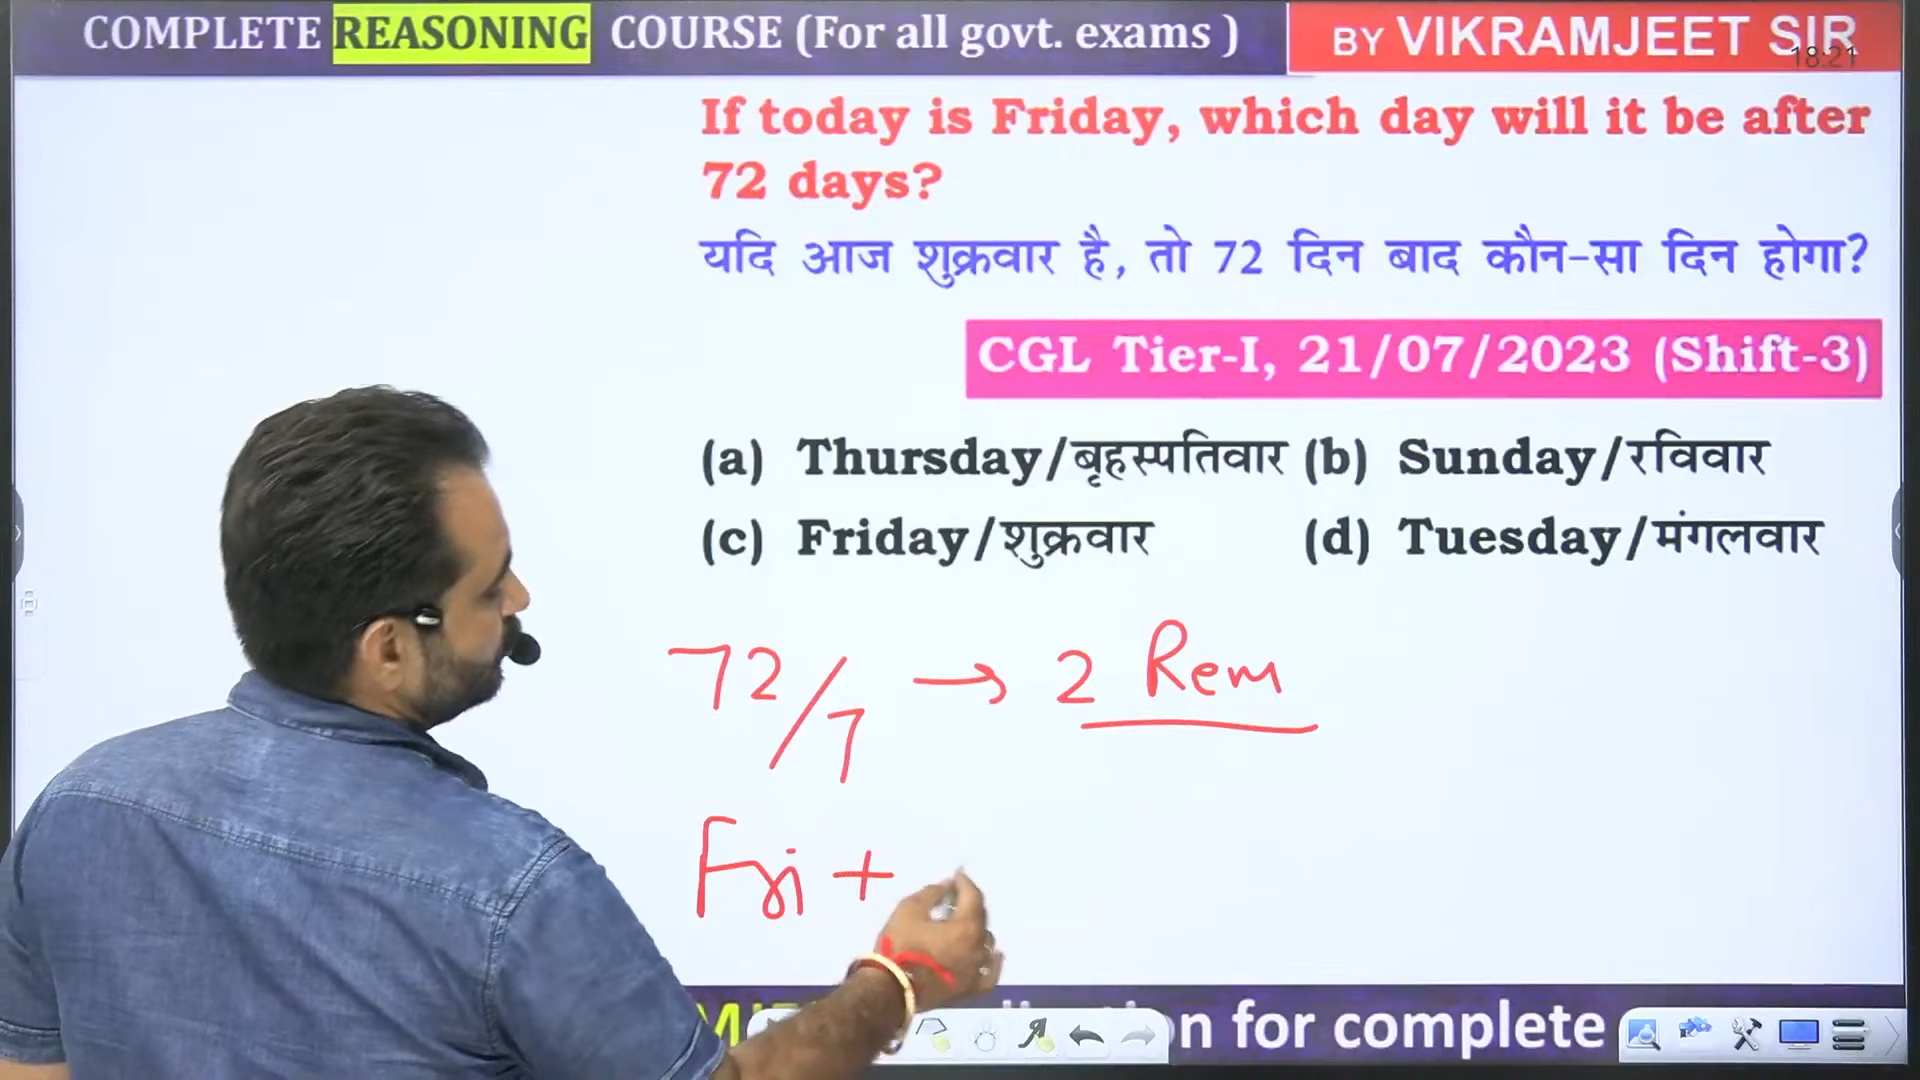 COMPLETE REASONING COURSE (For all govt. exams ) BY VIKRAMJEET SIR
18:21
If today is Friday, which day will it be after
72 days?
यदि आज शुक्रवार है, तो 72 दिन बाद कौन-सा दिन होगा?
CGL Tier-I, 21/07/2023 (Shift-3)
(a) Thursday/बृहस्पतिवार (b) Sunday/रविवार
(c) Friday/शुक्रवार (d) Tuesday/मंगलवार
72/7 → 2 Rem
Fri +
for complete